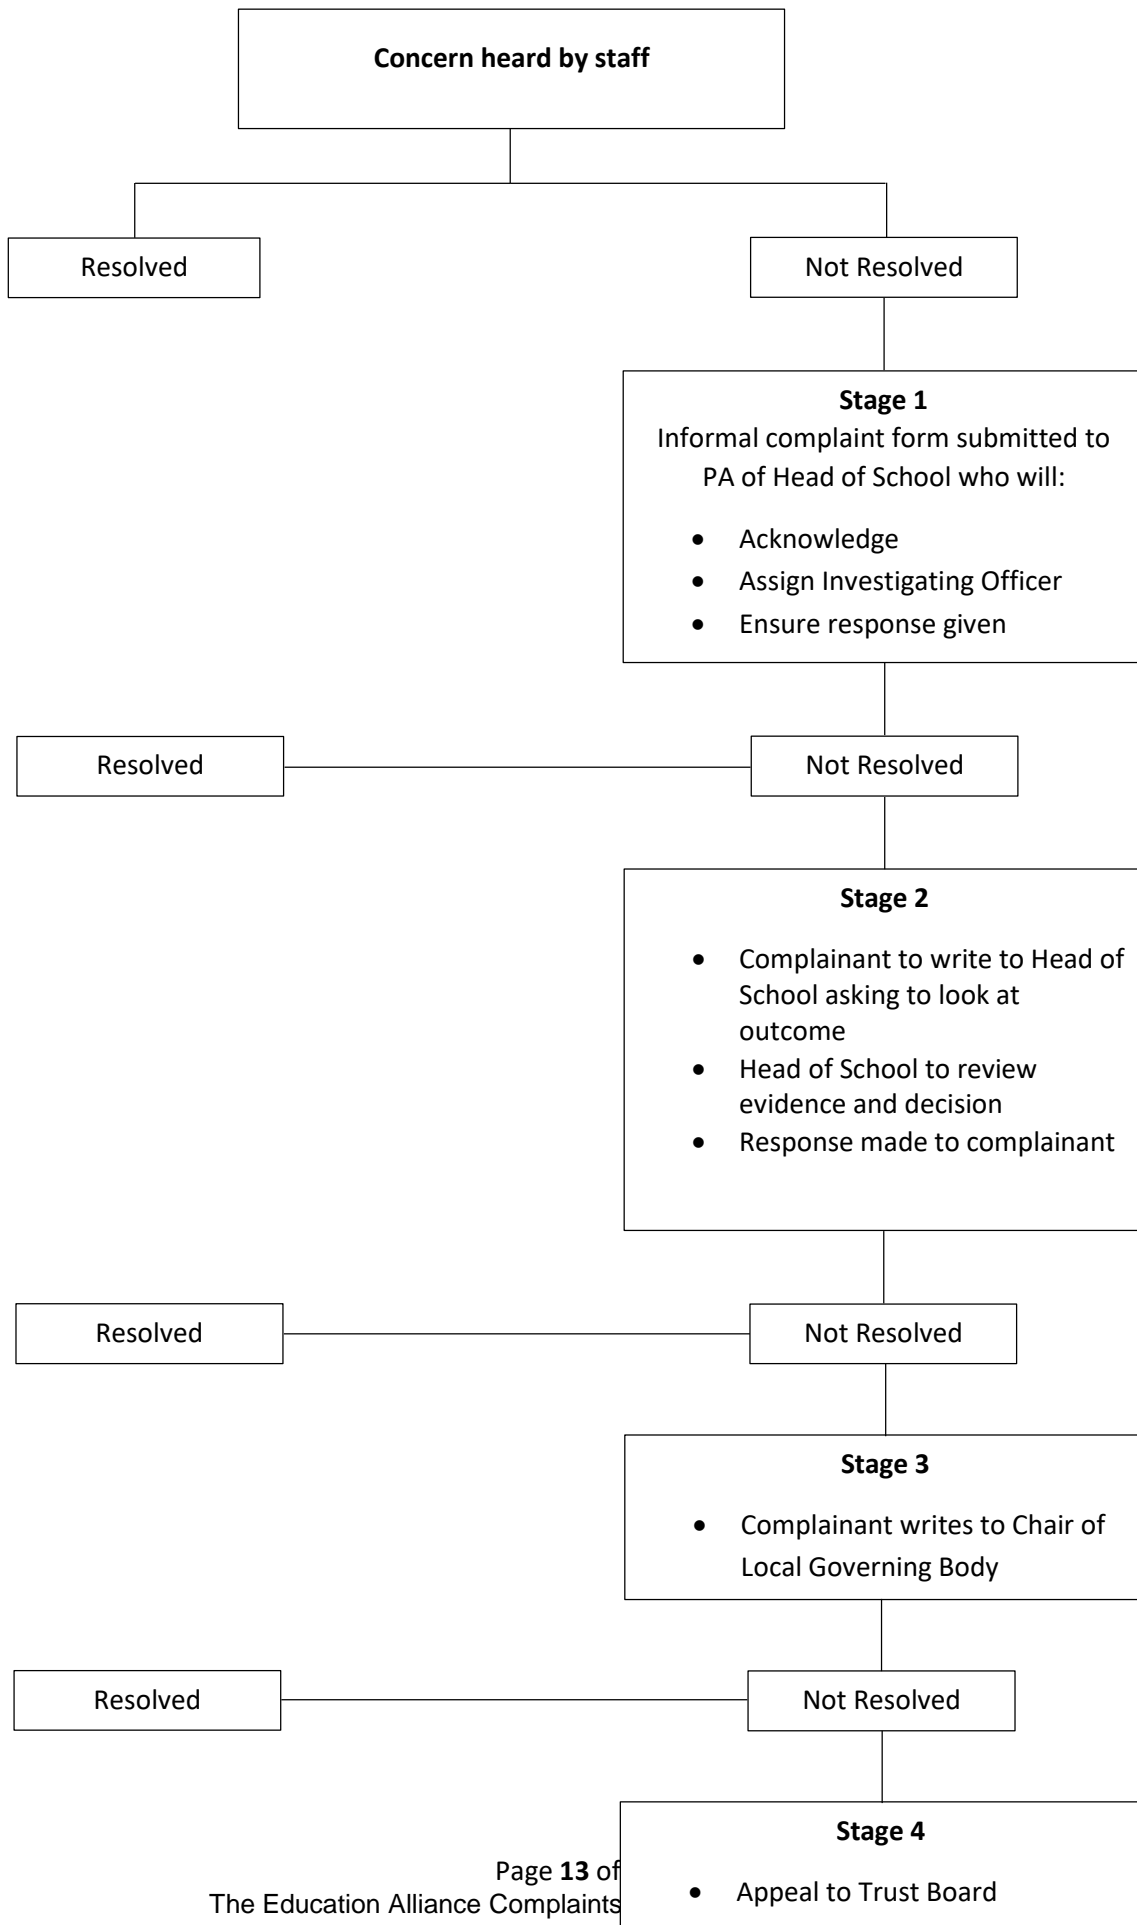 Concern heard by staff
Resolved
Not Resolved
Stage 1
Informal complaint form submitted to
PA of Head of School who will:
• Acknowledge
• Assign Investigating Officer
• Ensure response given
Resolved
Not Resolved
Stage 2
• Complainant to write to Head of
School asking to look at
outcome
• Head of School to review
evidence and decision
• Response made to complainant
Resolved
Not Resolved
Stage 3
• Complainant writes to Chair of
Local Governing Body
Resolved
Not Resolved
Stage 4
• Appeal to Trust Board
Page 13 of
The Education Alliance Complaints